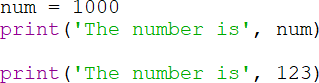 num = 1000
print('The number is', num)
print('The number is', 123)